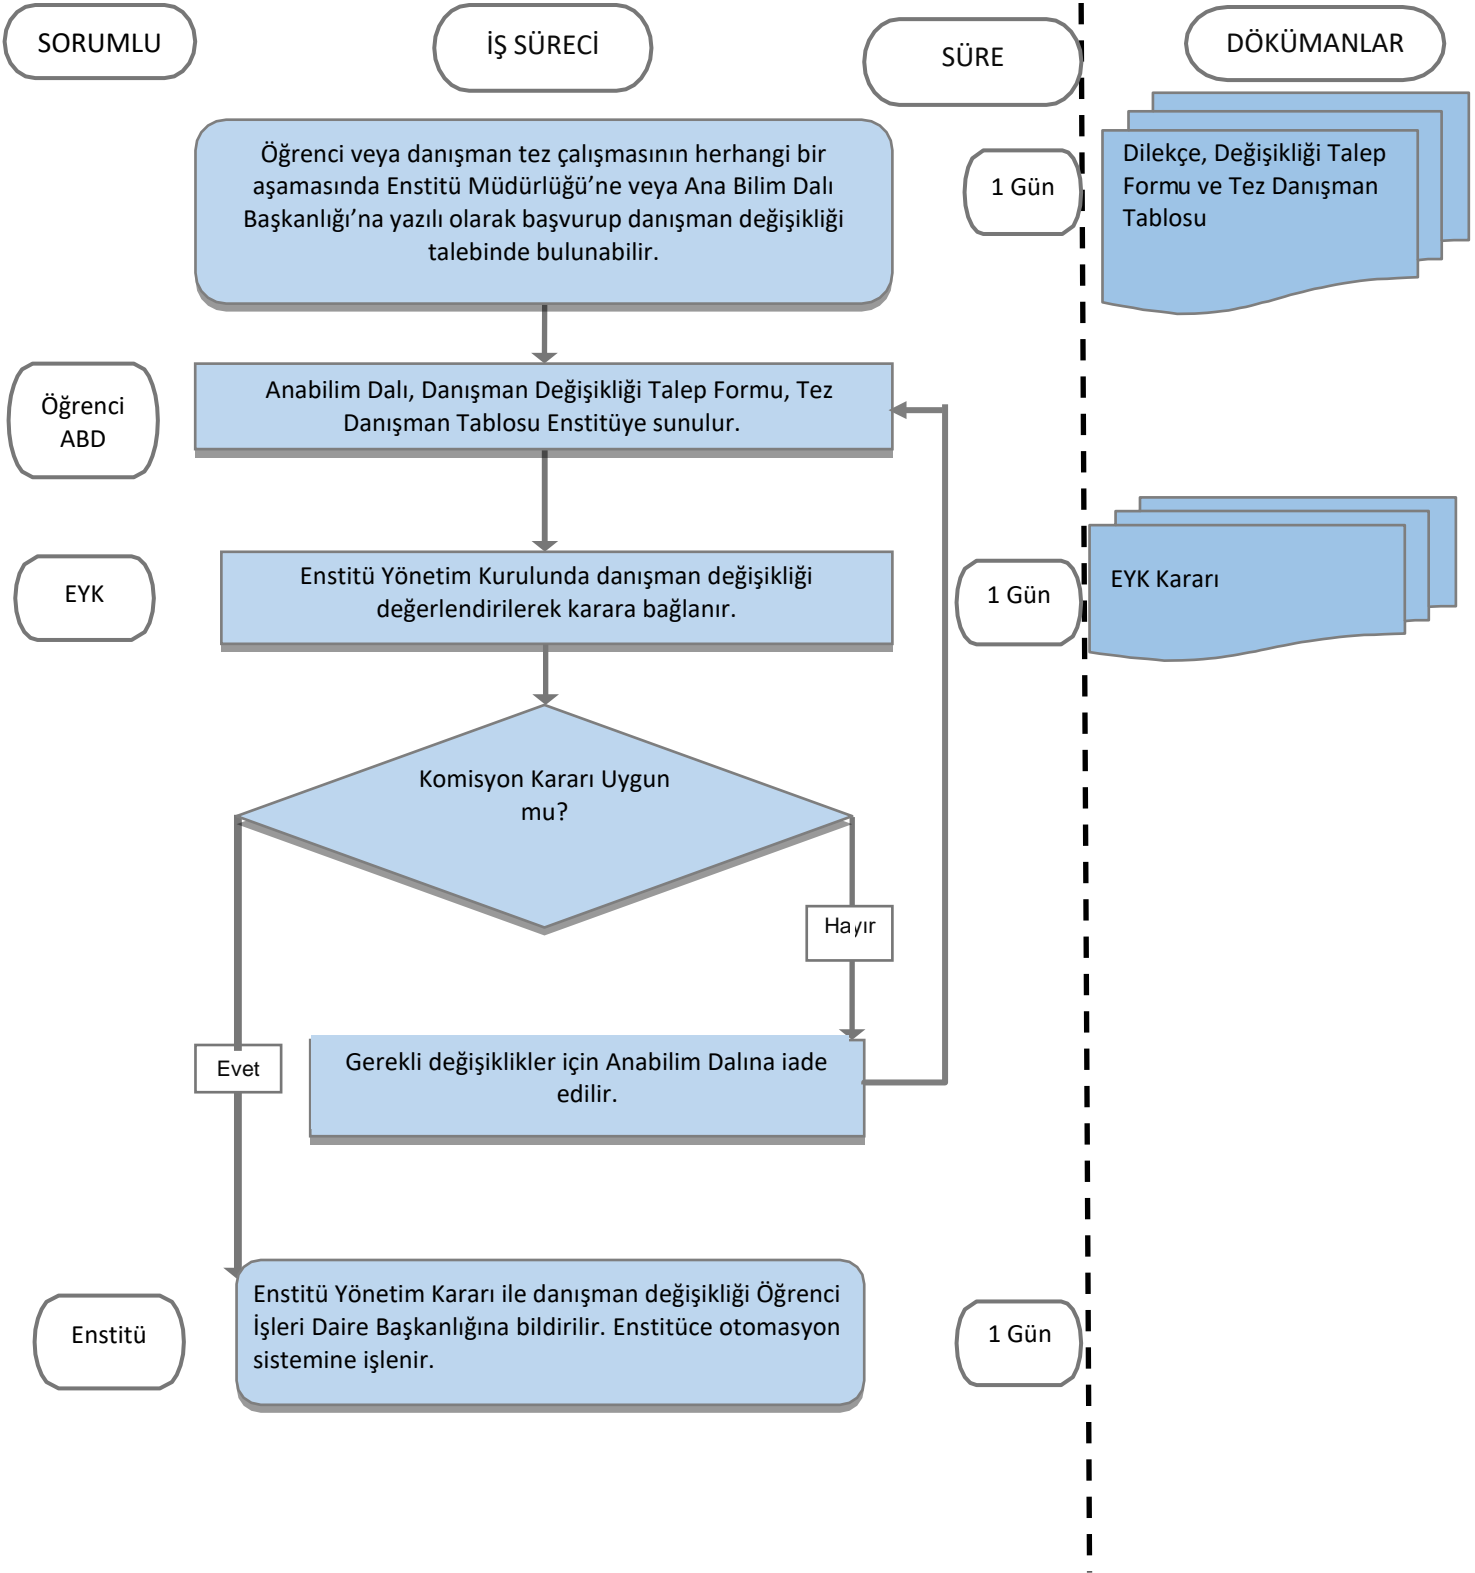 SORUMLU
İŞ SÜRECİ
SÜRE
DÖKÜMANLAR
Öğrenci veya danışman tez çalışmasının herhangi bir
aşamasında Enstitü Müdürlüğü’ne veya Ana Bilim Dalı
Başkanlığı’na yazılı olarak başvurup danışman değişikliği
talebinde bulunabilir.
1 Gün
Dilekçe, Değişikliği Talep
Formu ve Tez Danışman
Tablosu
Öğrenci
ABD
Anabilim Dalı, Danışman Değişikliği Talep Formu, Tez
Danışman Tablosu Enstitüye sunulur.
EYK
Enstitü Yönetim Kurulunda danışman değişikliği
değerlendirilerek karara bağlanır.
1 Gün
EYK Kararı
Komisyon Kararı Uygun
mu?
Hayır
Evet
Gerekli değişiklikler için Anabilim Dalına iade
edilir.
Enstitü
Enstitü Yönetim Kararı ile danışman değişikliği Öğrenci
İşleri Daire Başkanlığına bildirilir. Enstitüce otomasyon
sistemine işlenir.
1 Gün